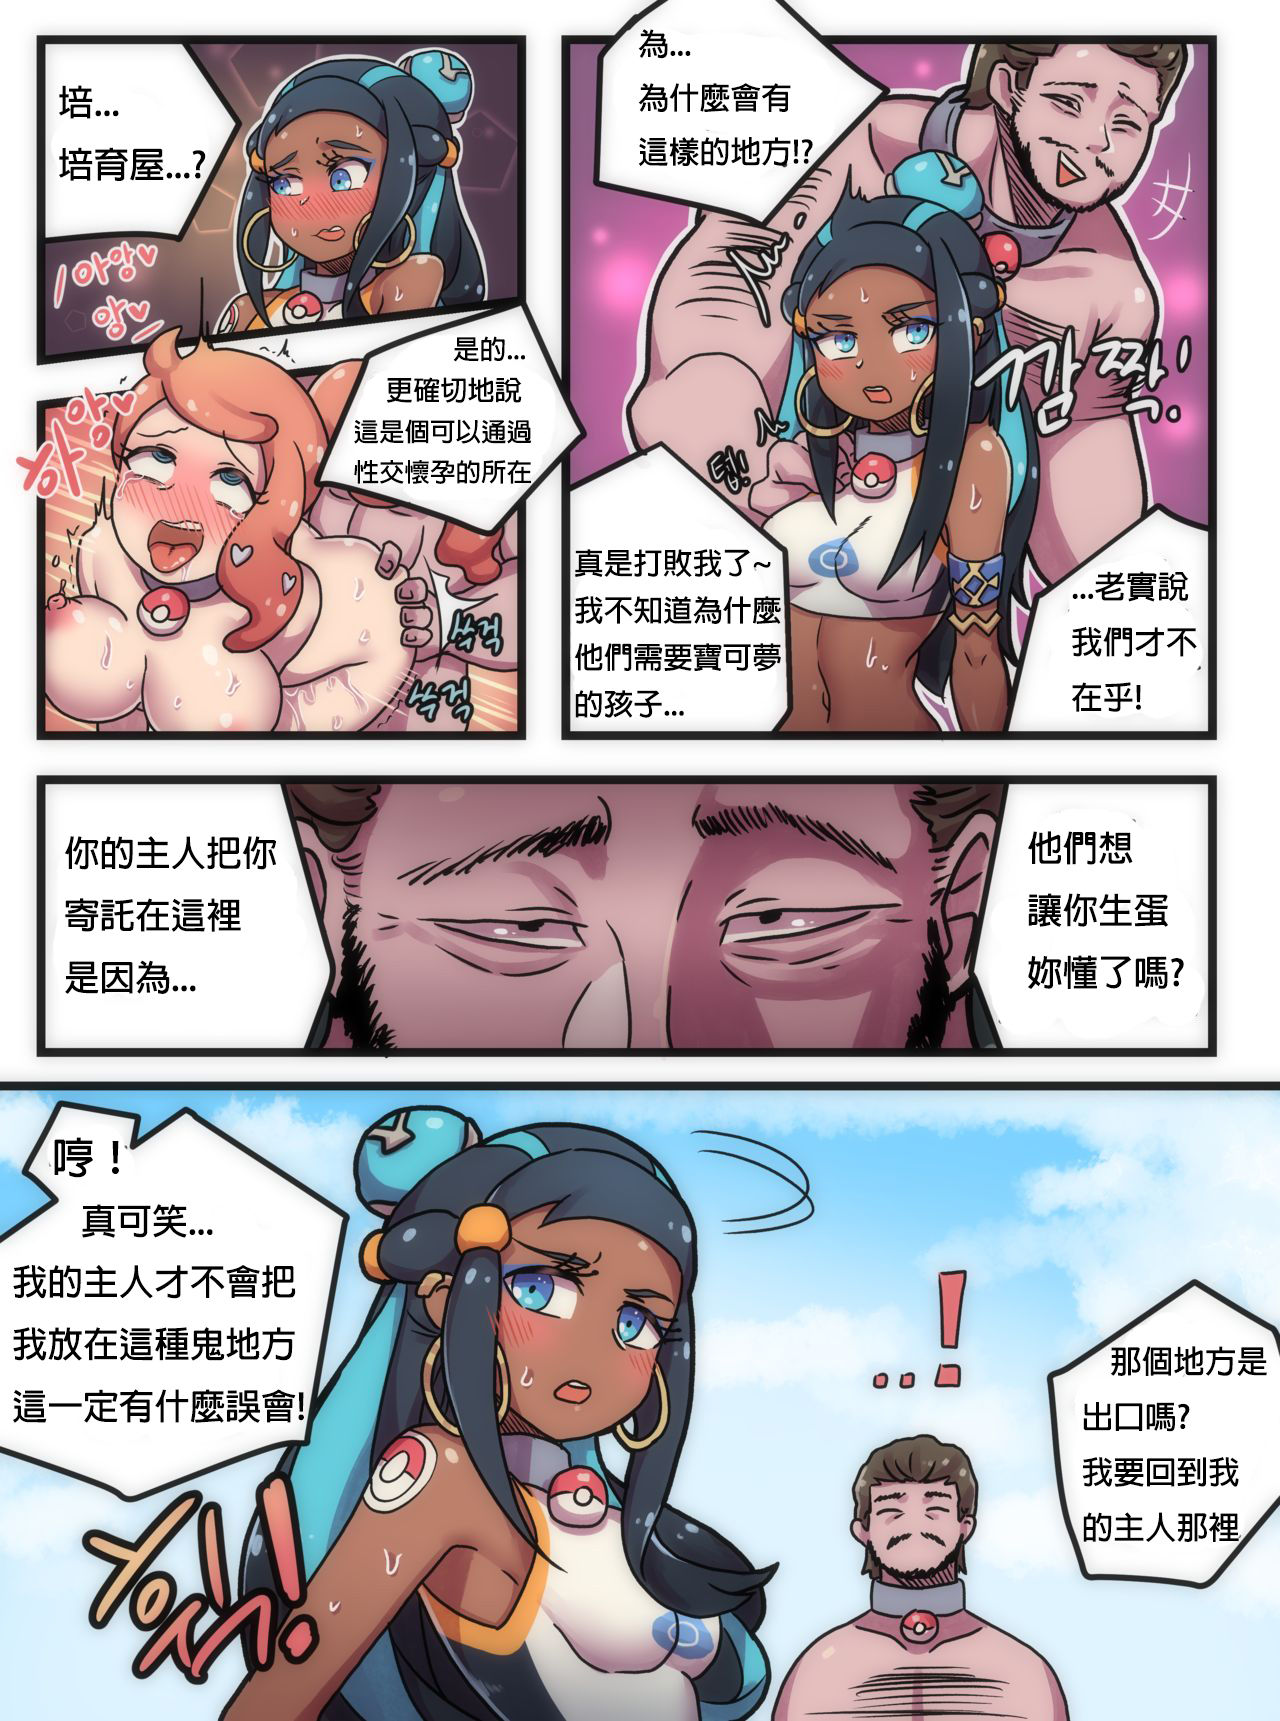 培...
培育屋...?
아앙♥
앙♥
하앙♥
是的...
更確切地說
這是個可以通過
性交懷孕的所在
쓰걱
쓱걱
為...
為什麼會有
這樣的地方!?
깜짝!
텁!
真是打敗我了~
我不知道為什麼
他們需要寶可夢
的孩子...
...老實說
我們才不
在乎!
你的主人把你
寄託在這裡
是因為...
他們想
讓你生蛋
妳懂了嗎?
哼！
真可笑...
我的主人才不會把
我放在這種鬼地方
這一定有什麼誤會!
..!
那個地方是
出口嗎?
我要回到我
的主人那裡